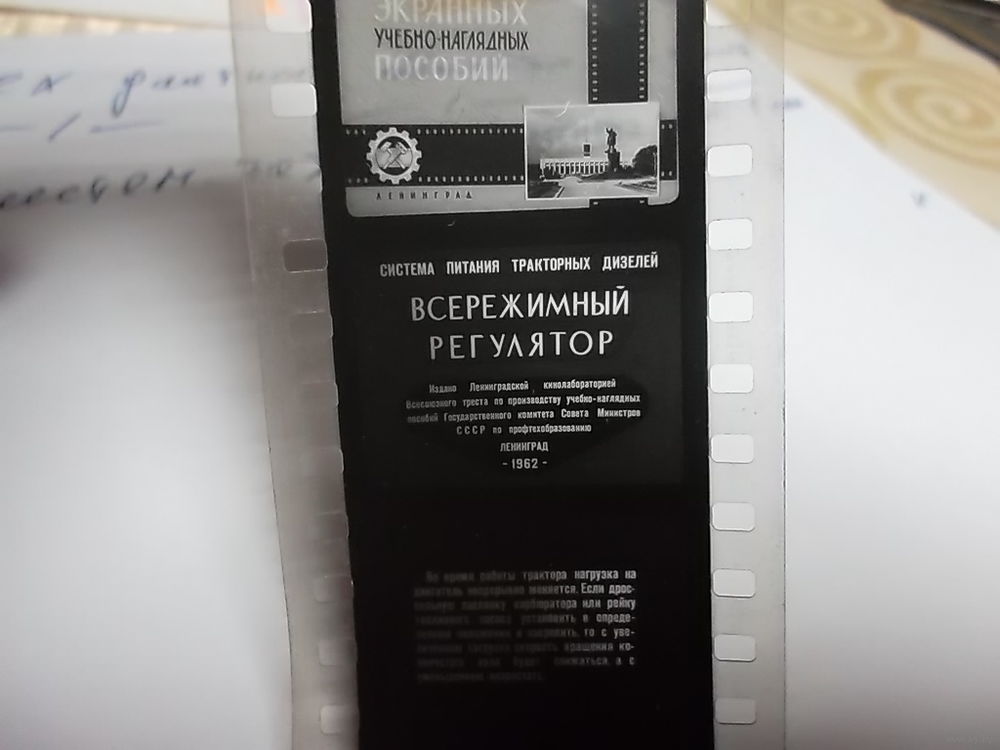 ЭКРАННЫХ
УЧЕБНО-НАГЛЯДНЫХ
ПОСОБИЙ
ЛЕНИНГРАД
СИСТЕМА ПИТАНИЯ ТРАКТОРНЫХ ДИЗЕЛЕЙ
ВСЕРЕЖИМНЫЙ
РЕГУЛЯТОР
Издано Ленинградской кинолабораторией
Всесоюзного треста по производству учебно-наглядных
пособий Государственного комитета Совета Министров
СССР по профтехобразованию
ЛЕНИНГРАД
- 1962 -
Во время работы трактора нагрузка на
двигатель непрерывно меняется. Если дрос-
сельную заслонку карбюратора или рейку
топливного насоса установить в опреде-
ленном положении и закрепить, то с уве-
личением нагрузки скорость вращения ко-
ленчатого вала будет снижаться, а с
уменьшением возрастать.